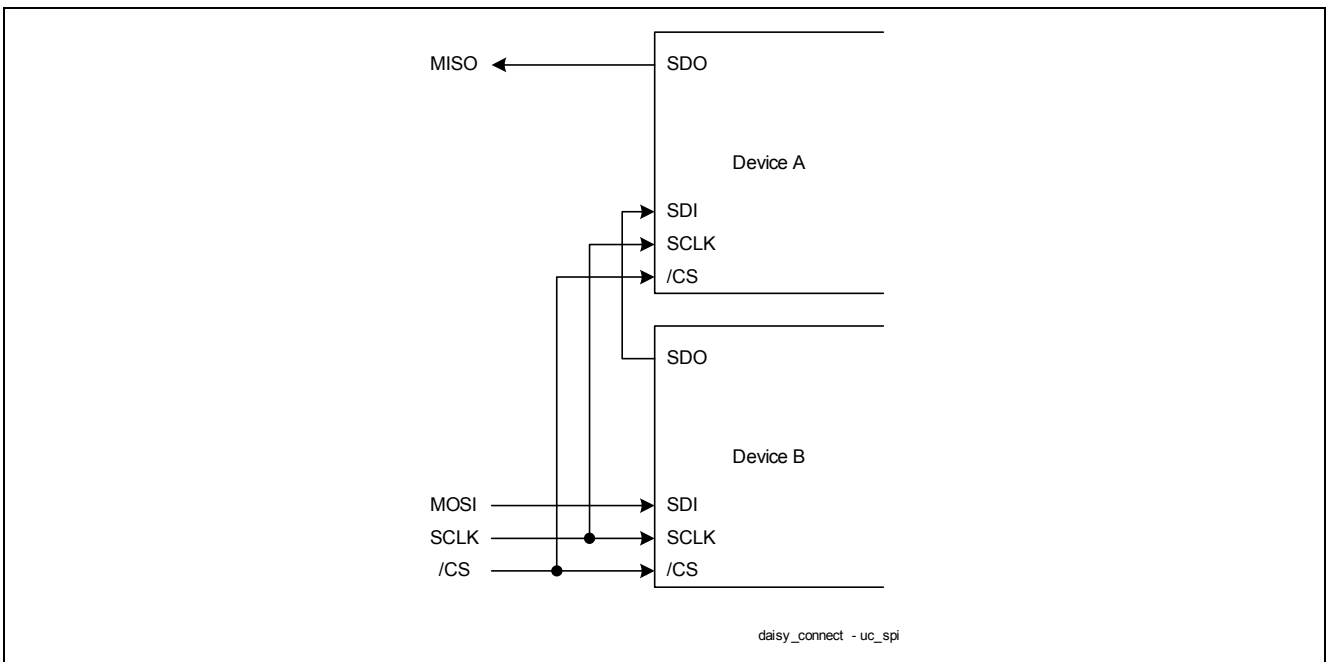 MISO
SDO
Device A
SDI
SCLK
/CS
SDO
Device B
MOSI
SDI
SCLK
SCLK
/CS
/CS
daisy_connect - uc_spi